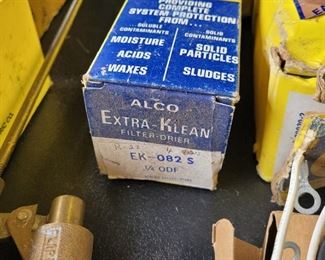 PROVIDING
COMPLETE
SYSTEM PROTECTION
FROM...
SOLUBLE
CONTAMINANTS
MOISTURE
ACIDS
WAXES
SOLID
CONTAMINANTS
SOLID
PARTICLES
SLUDGES
ALCO
EXTRA-KLEAN
FILTER-DRIER
EK-082 S
¼ ODF